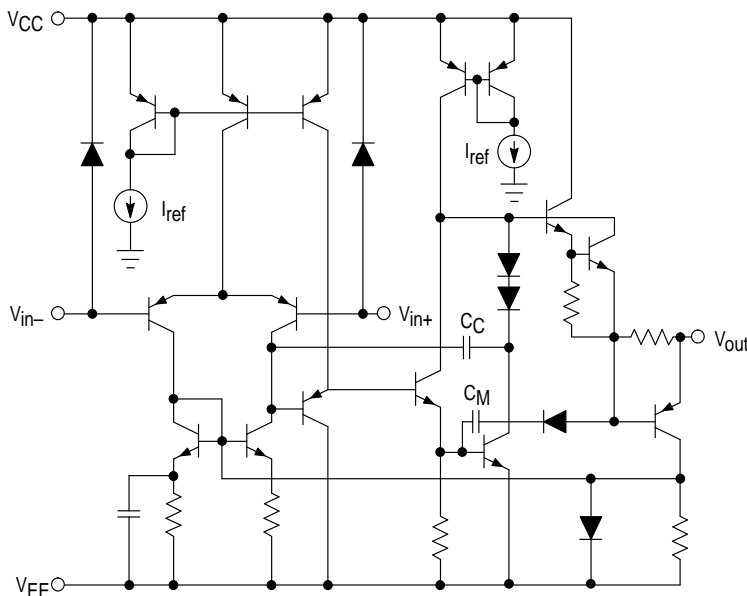 VCC
Iref
Iref
Vin–
Vin+
CC
Vout
CM
VEE